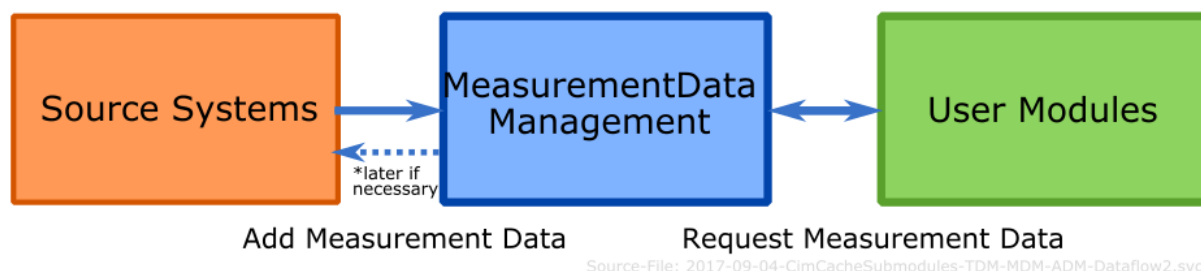 Source Systems
MeasurementData
Management
User Modules
*later if
necessary
Add Measurement Data
Request Measurement Data
Source-File: 2017-09-04-CimCacheSubmodules-TDM-MDM-ADM-Dataflow2.svg